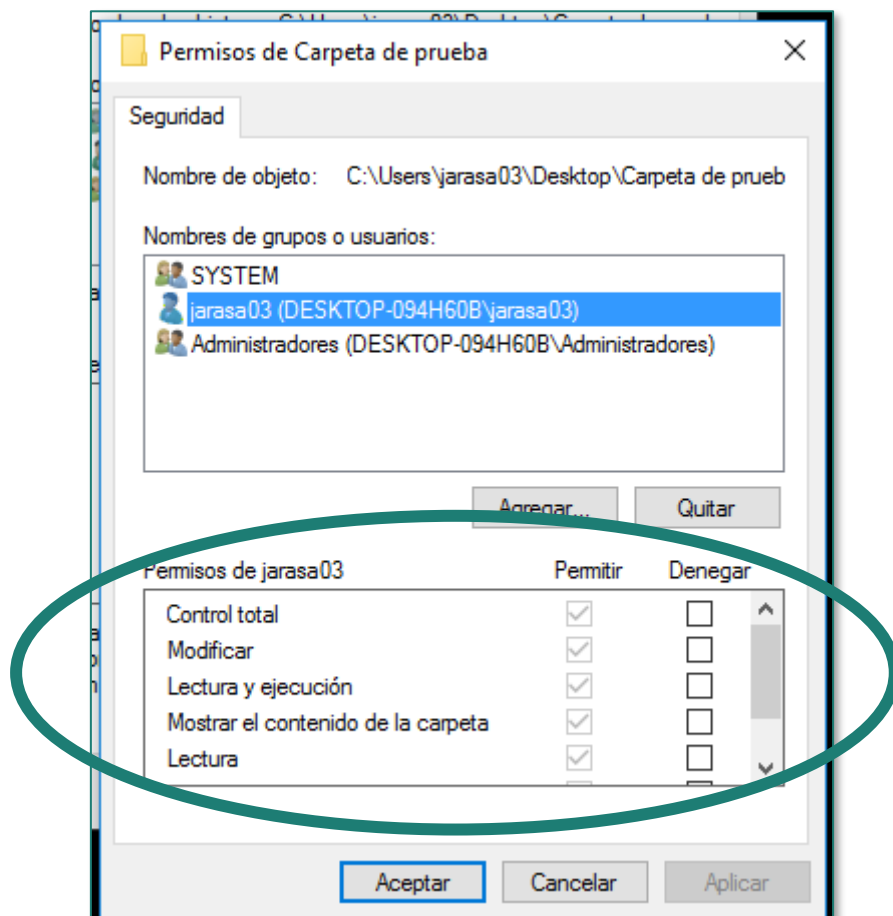 Permisos de Carpeta de prueba
Seguridad
Nombre de objeto: C:\Users\jarasa03\Desktop\Carpeta de prueb
Nombres de grupos o usuarios:
SYSTEM
jarasa03 (DESKTOP-094H60B\jarasa03)
Administradores (DESKTOP-094H60B\Administradores)
Agregar... Quitar
Permisos de jarasa03 Permitir Denegar
Control total
Modificar
Lectura y ejecución
Mostrar el contenido de la carpeta
Lectura
Aceptar Cancelar Aplicar